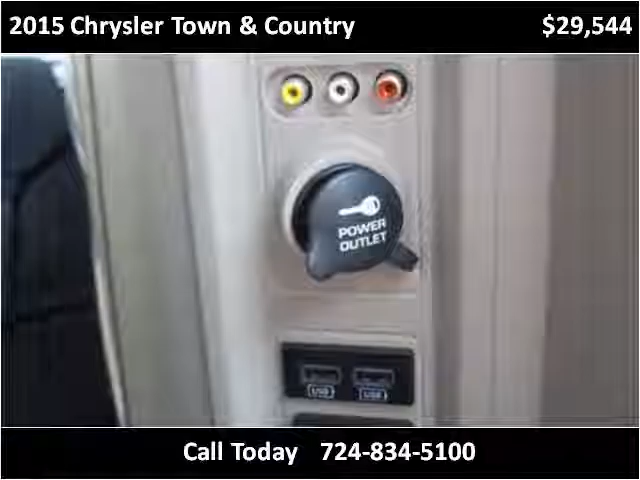 2015 Chrysler Town & Country $29,544
POWER
OUTLET
USB USB
Call Today 724-834-5100